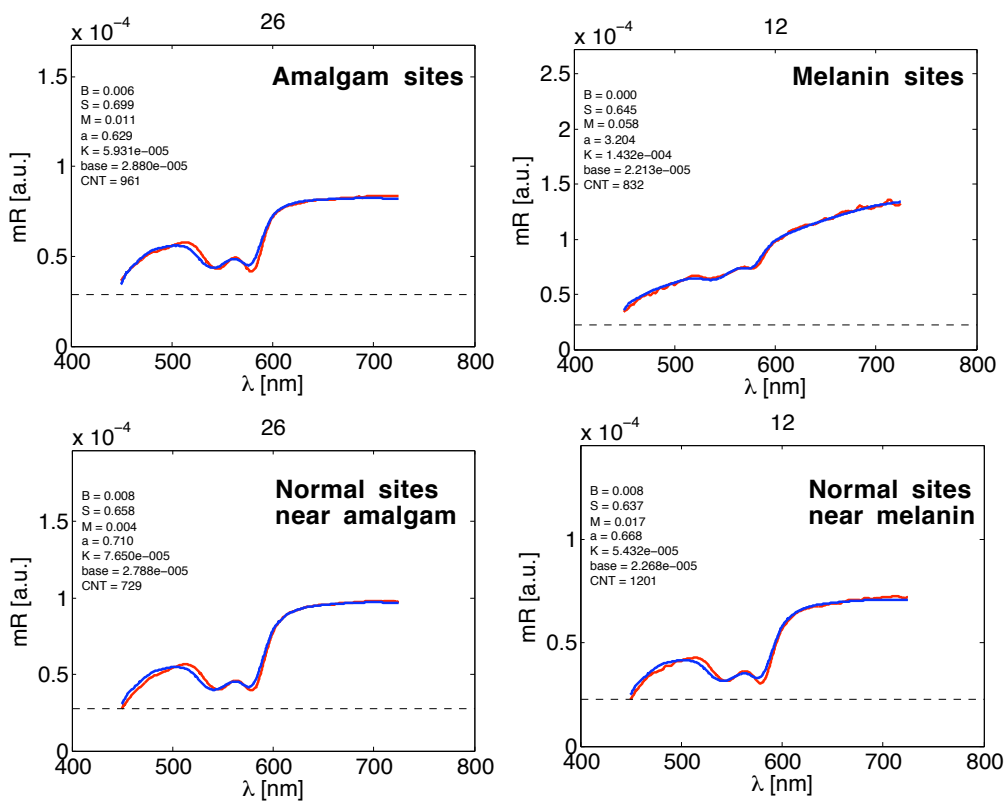 26
x 10^-4
Amalgam sites
B = 0.006
S = 0.699
M = 0.011
a = 0.629
K = 5.931e-005
base = 2.880e-005
CNT = 961
mR [a.u.]
1.5
1
0.5
0
400 500 600 700 800
λ [nm]
12
x 10^-4
Melanin sites
B = 0.000
S = 0.645
M = 0.058
a = 3.204
K = 1.432e-004
base = 2.213e-005
CNT = 832
mR [a.u.]
2.5
2
1.5
1
0.5
0
400 500 600 700 800
λ [nm]
26
x 10^-4
Normal sites
near amalgam
B = 0.008
S = 0.658
M = 0.004
a = 0.710
K = 7.650e-005
base = 2.788e-005
CNT = 729
mR [a.u.]
1.5
1
0.5
0
400 500 600 700 800
λ [nm]
12
x 10^-4
Normal sites
near melanin
B = 0.008
S = 0.637
M = 0.017
a = 0.668
K = 5.432e-005
base = 2.268e-005
CNT = 1201
mR [a.u.]
1
0.5
0
400 500 600 700 800
λ [nm]